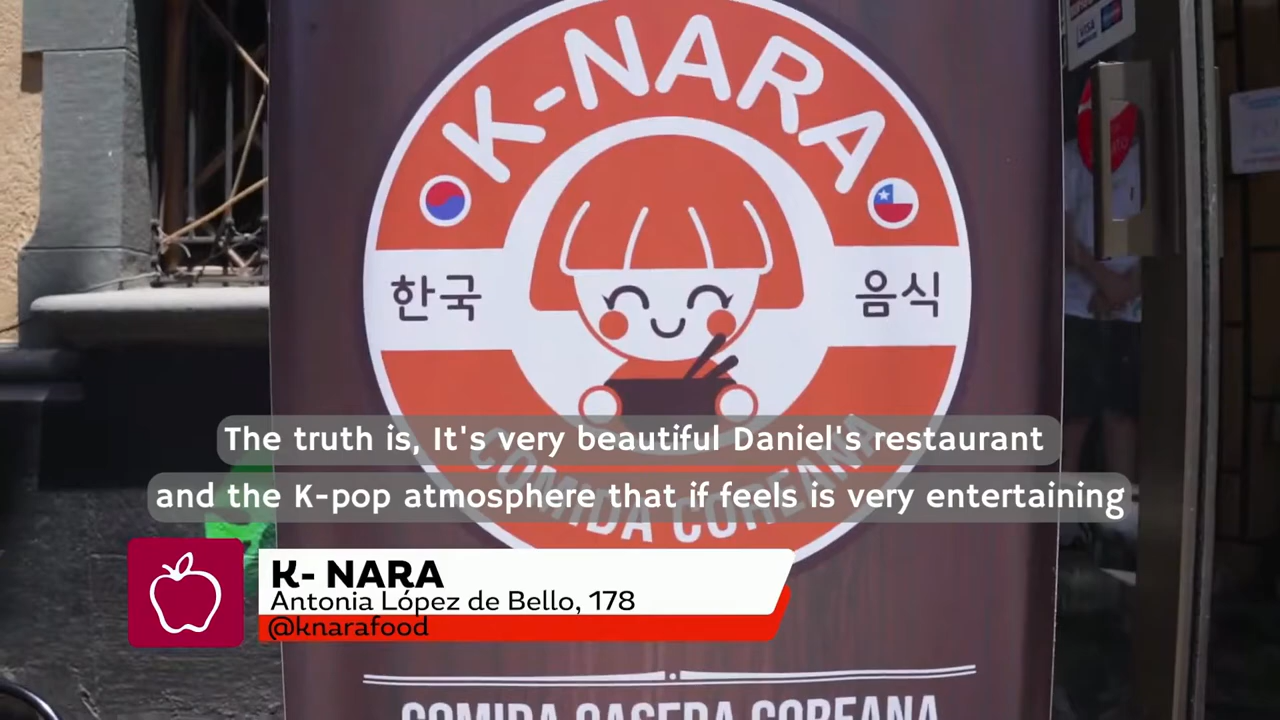 VISA
K-NARA
한국
음식
COMIDA COREANA
The truth is, It's very beautiful Daniel's restaurant
and the K-pop atmosphere that if feels is very entertaining
K- NARA
Antonia López de Bello, 178
@knarafood
COMIDA CASERA COREANA